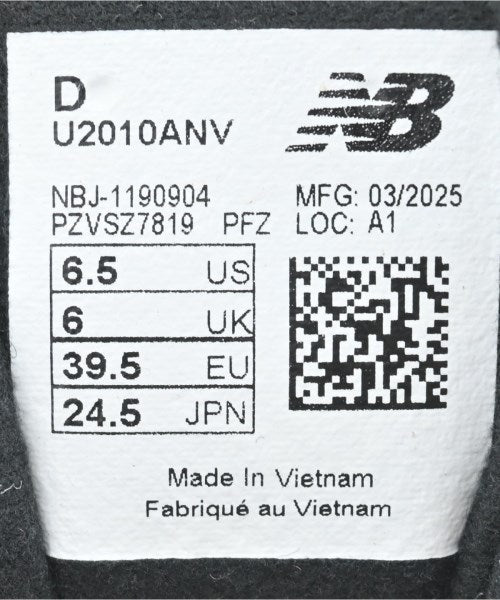 D
NB
U2010ANV
NBJ-1190904 MFG: 03/2025
PZVSZ7819 PFZ LOC: A1
6.5 US
6 UK
39.5 EU
24.5 JPN
Made In Vietnam
Fabriqué au Vietnam